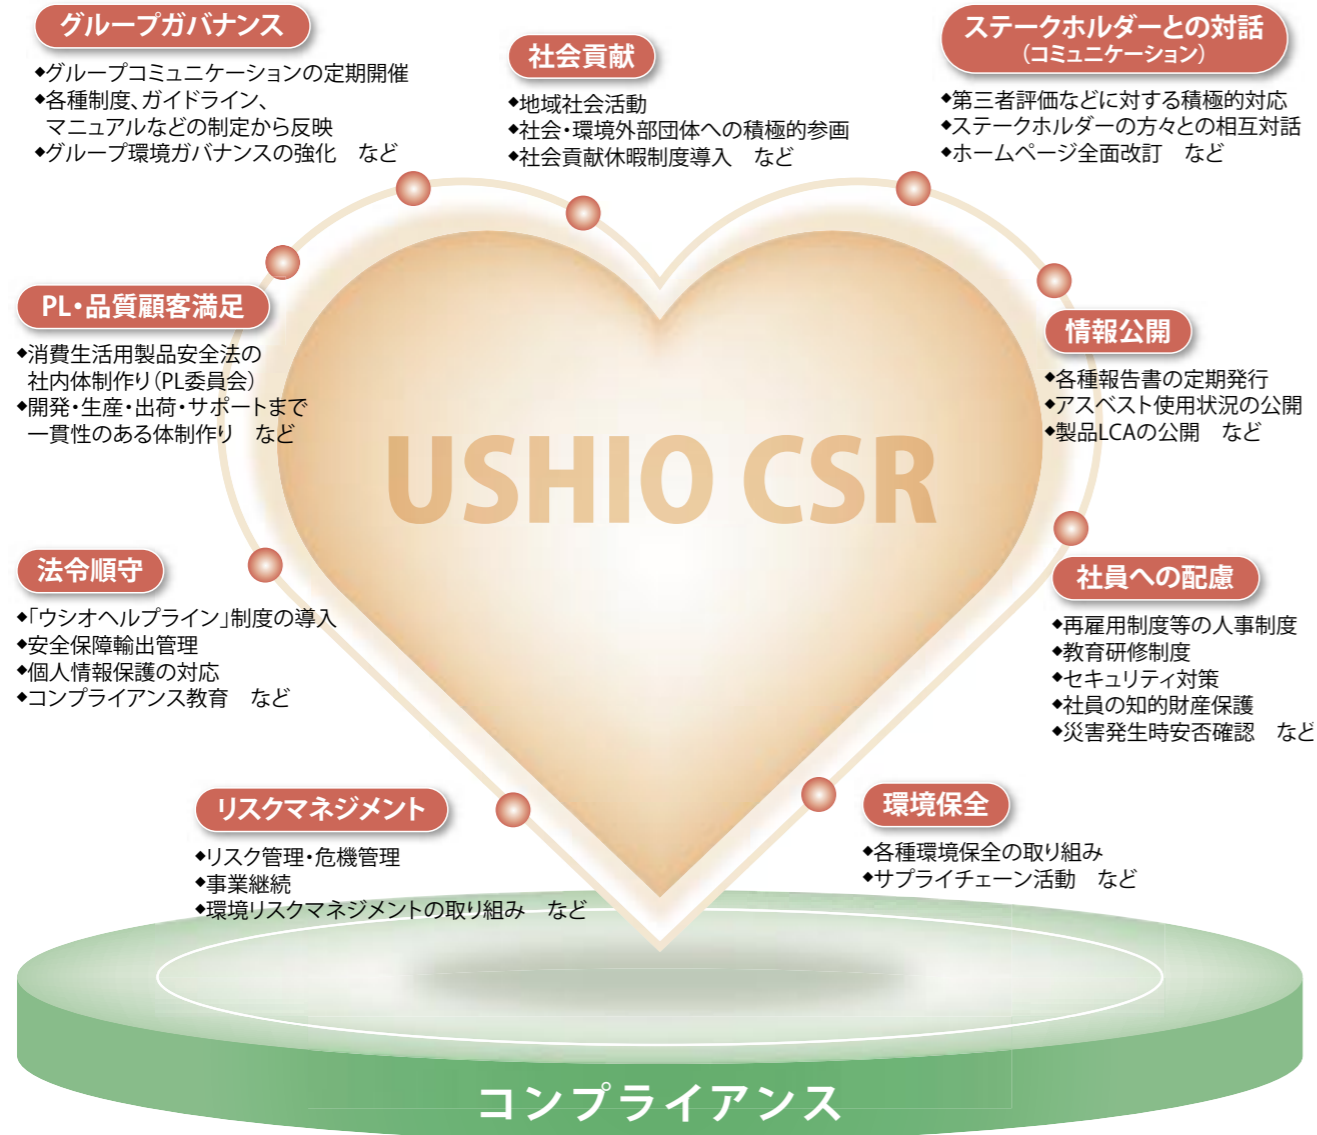 グループガバナンス
◆グループコミュニケーションの定期開催
◆各種制度、ガイドライン、
マニュアルなどの制定から反映
◆グループ環境ガバナンスの強化　など
社会貢献
◆地域社会活動
◆社会・環境外部団体への積極的参画
◆社会貢献休暇制度導入　など
ステークホルダーとの対話
（コミュニケーション）
◆第三者評価などに対する積極的対応
◆ステークホルダーの方々との相互対話
◆ホームページ全面改訂　など
PL・品質顧客満足
◆消費生活用製品安全法の
社内体制作り（PL委員会）
◆開発・生産・出荷・サポートまで
一貫性のある体制作り　など
情報公開
◆各種報告書の定期発行
◆アスベスト使用状況の公開
◆製品LCAの公開　など
USHIO CSR
法令順守
◆「ウシオヘルプライン」制度の導入
◆安全保障輸出管理
◆個人情報保護の対応
◆コンプライアンス教育　など
社員への配慮
◆再雇用制度等の人事制度
◆教育研修制度
◆セキュリティ対策
◆社員の知的財産保護
◆災害発生時安否確認　など
リスクマネジメント
◆リスク管理・危機管理
◆事業継続
◆環境リスクマネジメントの取り組み　など
環境保全
◆各種環境保全の取り組み
◆サプライチェーン活動　など
コンプライアンス